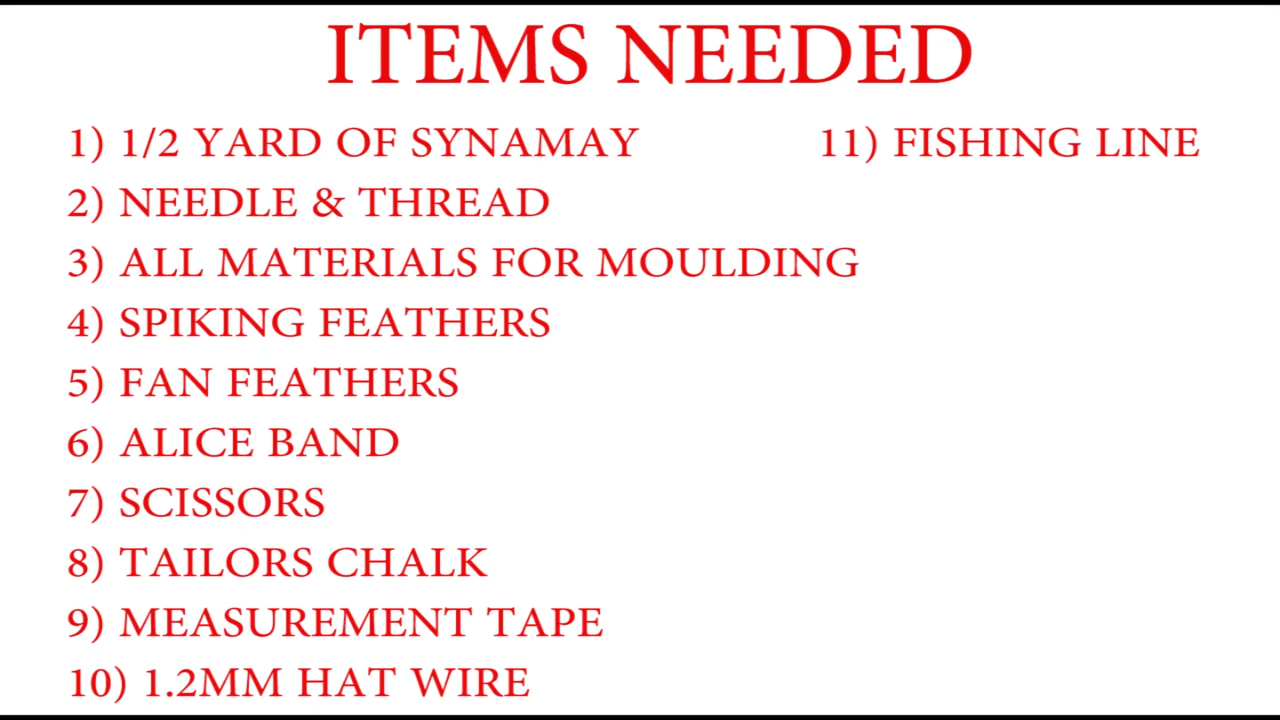 ITEMS NEEDED
1) 1/2 YARD OF SYNAMAY
2) NEEDLE & THREAD
3) ALL MATERIALS FOR MOULDING
4) SPIKING FEATHERS
5) FAN FEATHERS
6) ALICE BAND
7) SCISSORS
8) TAILORS CHALK
9) MEASUREMENT TAPE
10) 1.2MM HAT WIRE
11) FISHING LINE